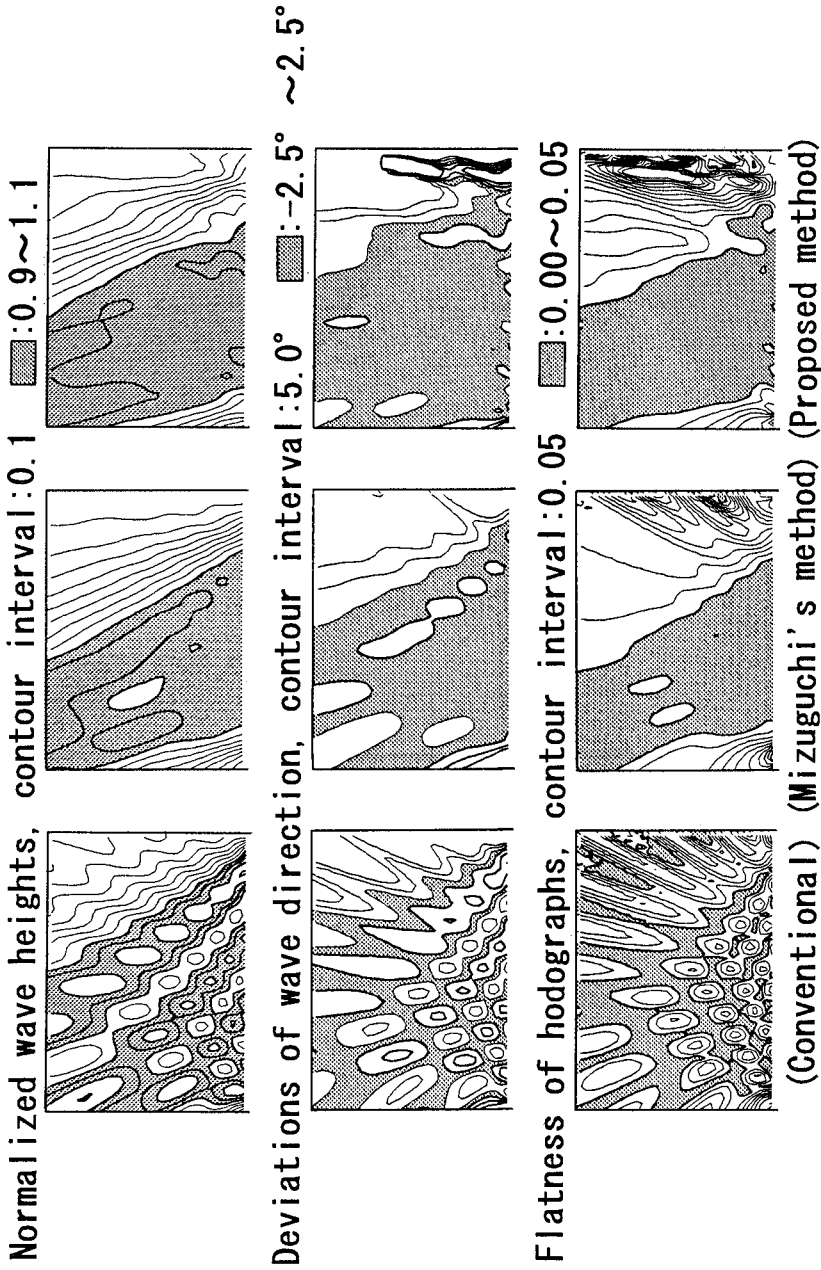 Normalized wave heights, contour interval:0.1 :0.9~1.1
Deviations of wave direction, contour interval:5.0° :-2.5° ~2.5°
Flatness of hodographs, contour interval:0.05 :0.00~0.05
(Conventional) (Mizuguchi's method) (Proposed method)